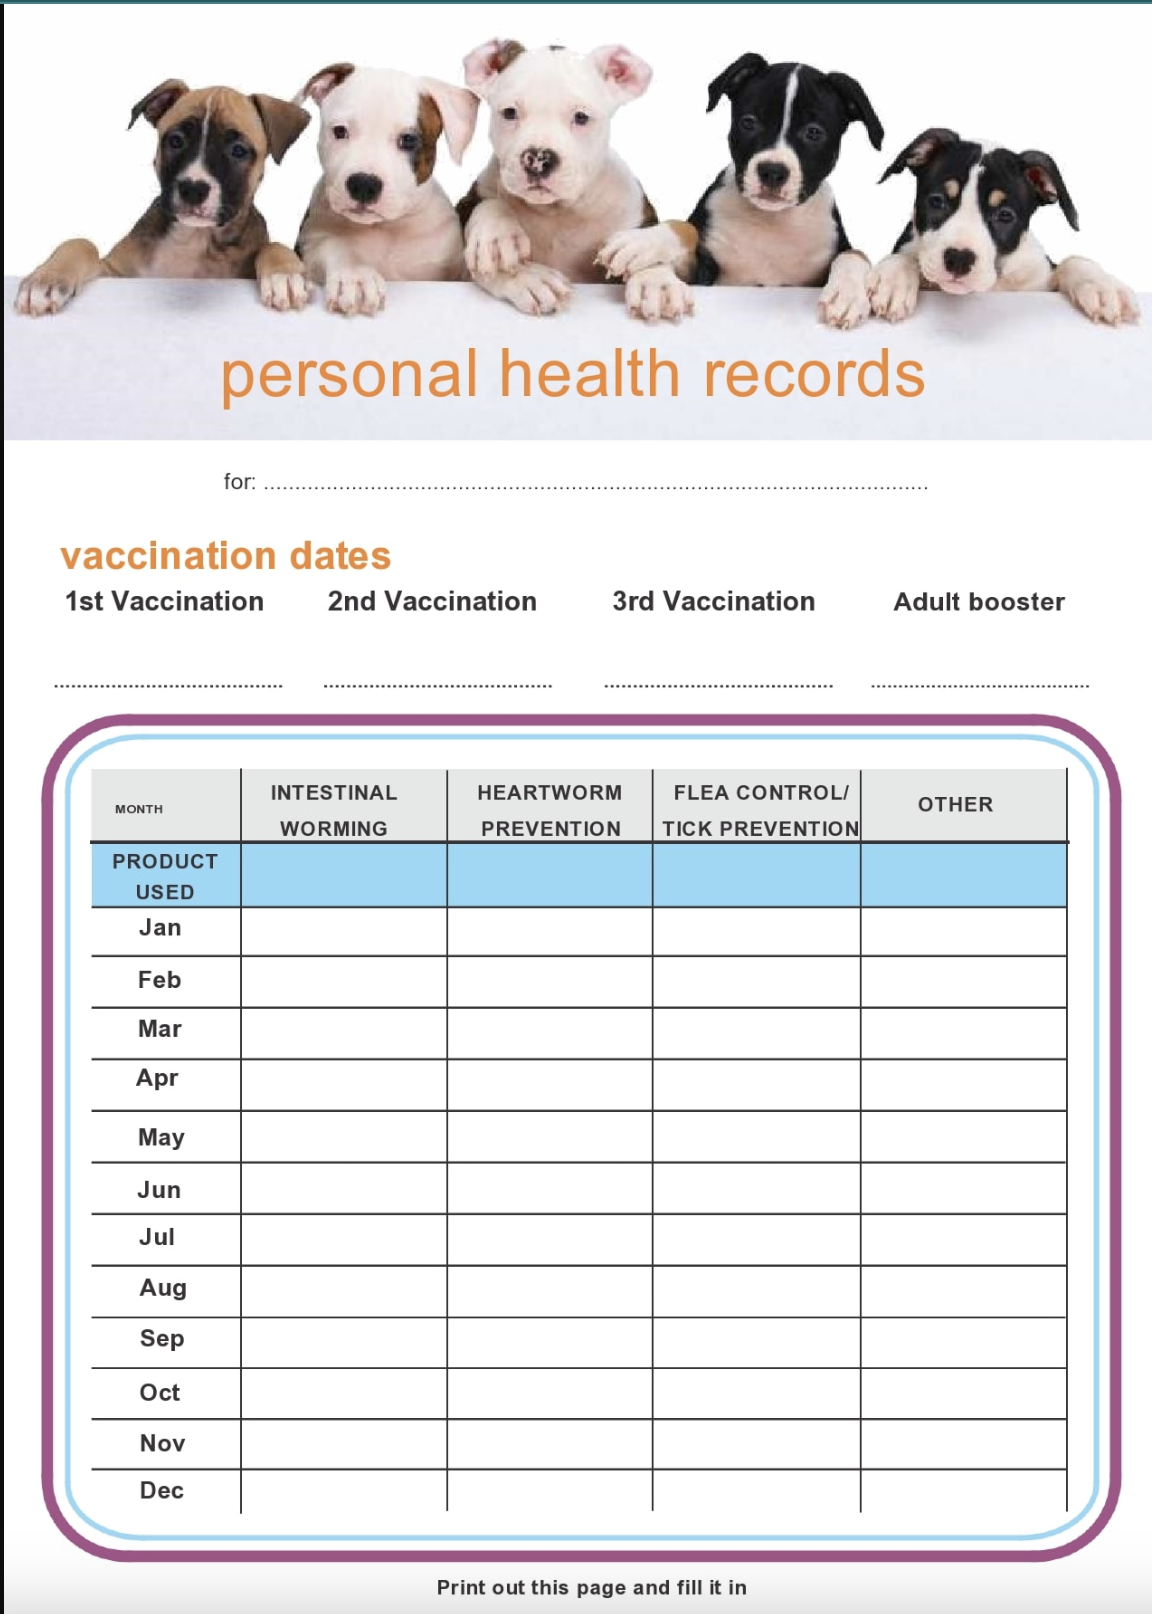 personal health records
for: ................................................................................................................
vaccination dates
1st Vaccination 2nd Vaccination 3rd Vaccination Adult booster
MONTH INTESTINAL WORMING HEARTWORM PREVENTION FLEA CONTROL/ TICK PREVENTION OTHER
PRODUCT
USED
Jan
Feb
Mar
Apr
May
Jun
Jul
Aug
Sep
Oct
Nov
Dec
Print out this page and fill it in